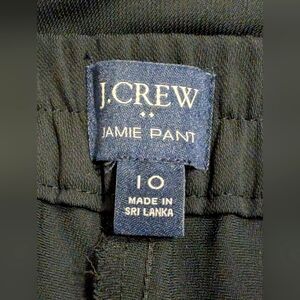 J.CREW
JAMIE PANT
10
MADE IN
SRI LANKA